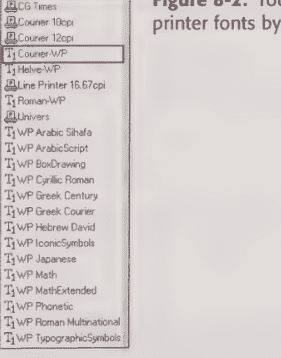 CG Times
Courier 10cpi
Courier 12cpi
Courier-WP
Helve-WP
Line Printer 16.67cpi
Roman-WP
Univers
WP Arabic Sihafa
WP ArabicScript
WP BoxDrawing
WP Cyrillic Roman
WP Greek Century
WP Greek Courier
WP Hebrew David
WP IconicSymbols
WP Japanese
WP Math
WP MathExtended
WP Phonetic
WP Roman Multinational
WP TypographicSymbols
Figure 8-2:
printer fonts by